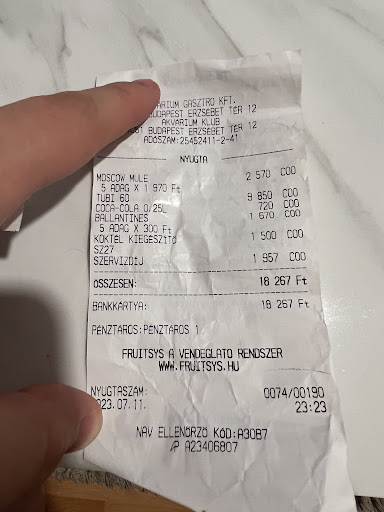 ÁRIUM GASZTRO KFT.
BUDAPEST ERZSÉBET TÉR 12
AKVÁRIUM KLUB
BUDAPEST ERZSÉBET TÉR 12
ADÓSZÁM:25452411-2-41
NYUGTA
MOSCOW MULE 2 570 C00
5 ADAG X 1 970 Ft
TUBI 60 9 850 C00
COCA-COLA 0/25L 720 C00
BALLANTINES 1 670 C00
5 ADAG X 300 Ft
KOKTÉL KIEGÉSZÍTŐ 1 500 C00
SZ27
SZERVIZDÍJ 1 957 C00
ÖSSZESEN: 18 267 Ft
BANKKÁRTYA: 18 267 Ft
PÉNZTÁROS:PÉNZTÁROS 1
FRUITSYS A VENDÉGLÁTÓ RENDSZER
WWW.FRUITSYS.HU
NYUGTASZÁM: 0074/00190
023.07.11. 23:23
NAV ELLENŐRZŐ KÓD:A30B7
AP A23406807